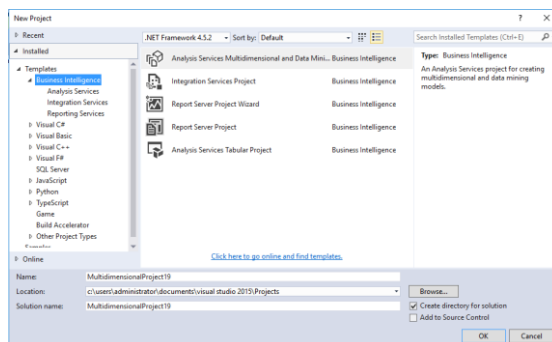 New Project
? X
Recent
.NET Framework 4.5.2 Sort by: Default
Search Installed Templates (Ctrl+E)
Installed
Templates
Business Intelligence
Analysis Services
Integration Services
Reporting Services
Visual C#
Visual Basic
Visual C++
Visual F#
SQL Server
JavaScript
Python
TypeScript
Game
Build Accelerator
Other Project Types
Samples
Online
Analysis Services Multidimensional and Data Mini... Business Intelligence
Integration Services Project Business Intelligence
Report Server Project Wizard Business Intelligence
Report Server Project Business Intelligence
Analysis Services Tabular Project Business Intelligence
Click here to go online and find templates.
Type: Business Intelligence
An Analysis Services project for creating
multidimensional and data mining
models.
Name: MultidimensionalProject19
Location: c:\users\administrator\documents\visual studio 2015\Projects
Browse...
Solution name: MultidimensionalProject19
Create directory for solution
Add to Source Control
OK Cancel